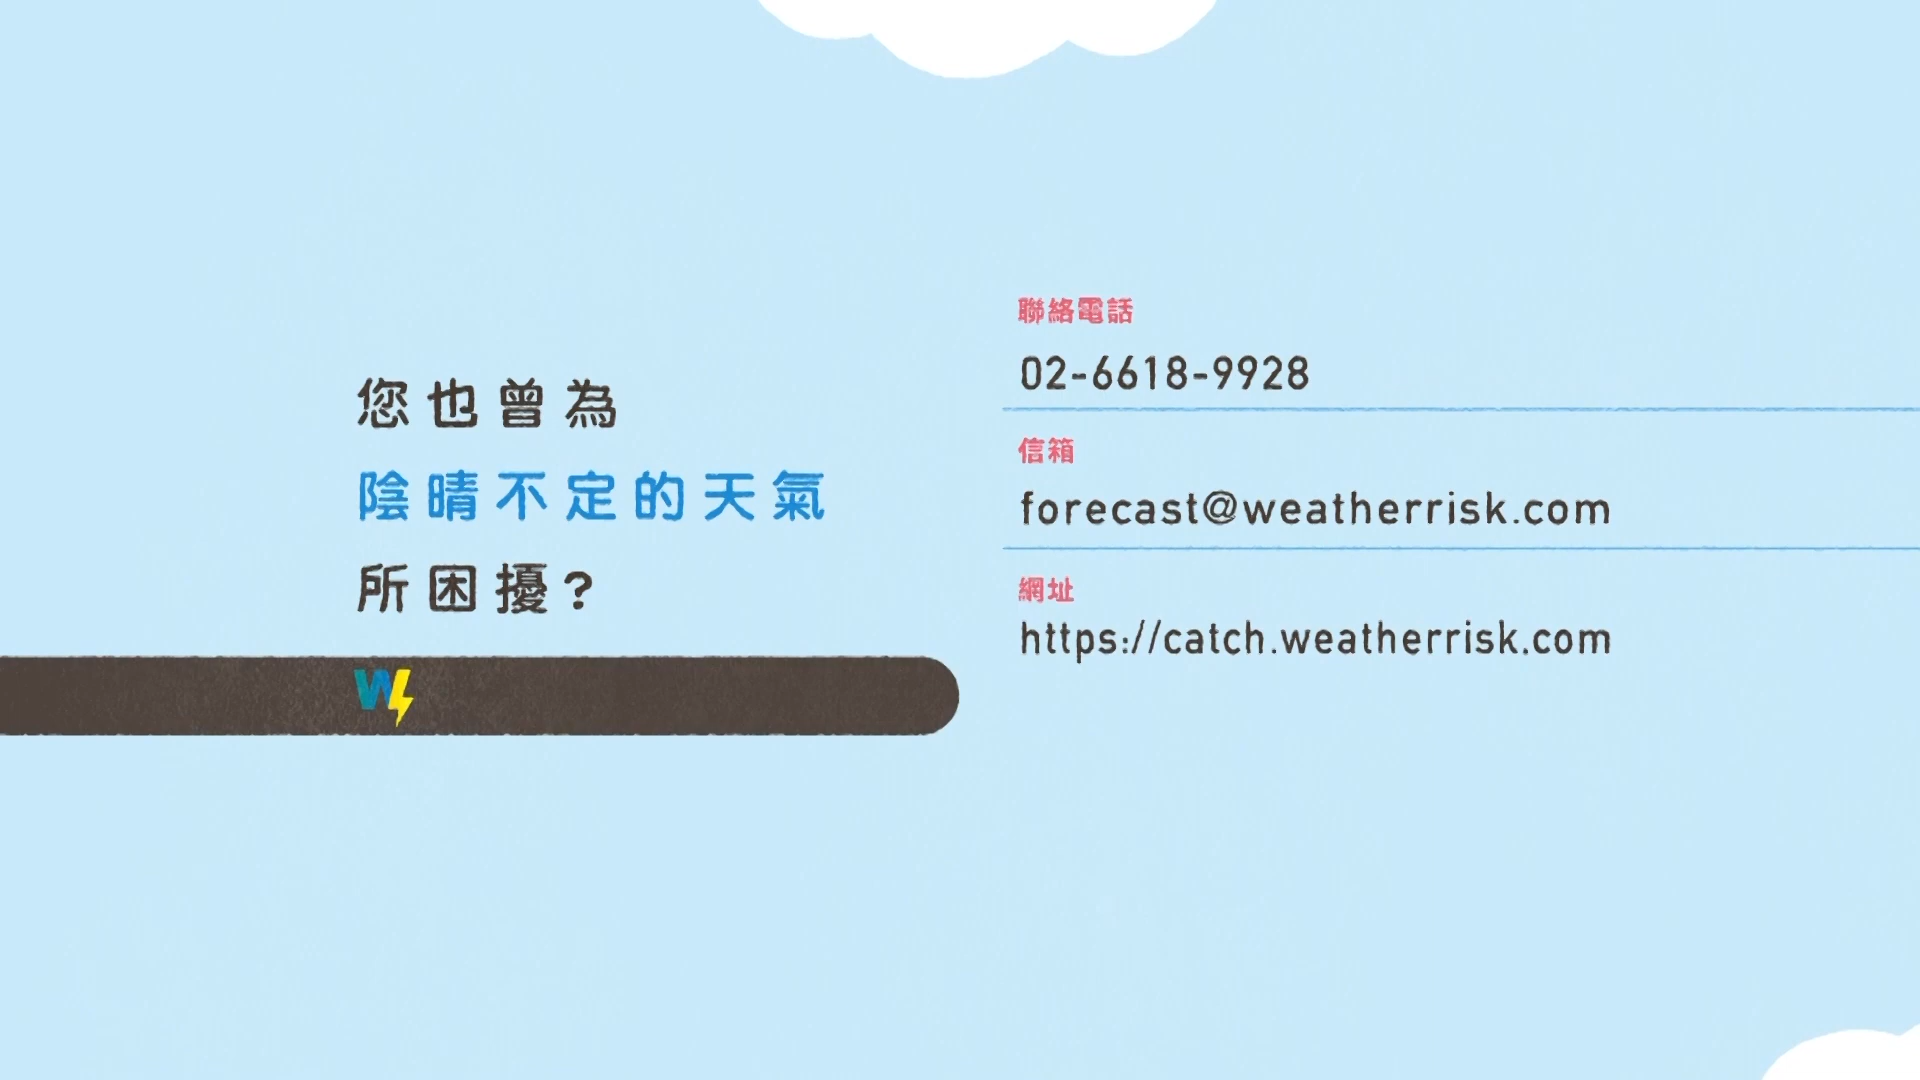 您也曾為
陰晴不定的天氣
所困擾?
W
聯絡電話
02-6618-9928
信箱
forecast@weatherrisk.com
網址
https://catch.weatherrisk.com